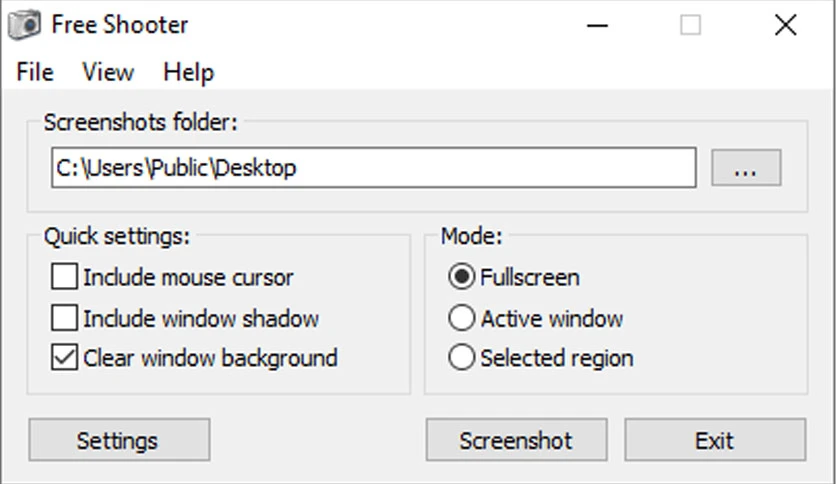 Free Shooter
File View Help
Screenshots folder:
C:\Users\Public\Desktop
...
Quick settings:
Include mouse cursor
Include window shadow
Clear window background
Mode:
Fullscreen
Active window
Selected region
Settings
Screenshot
Exit